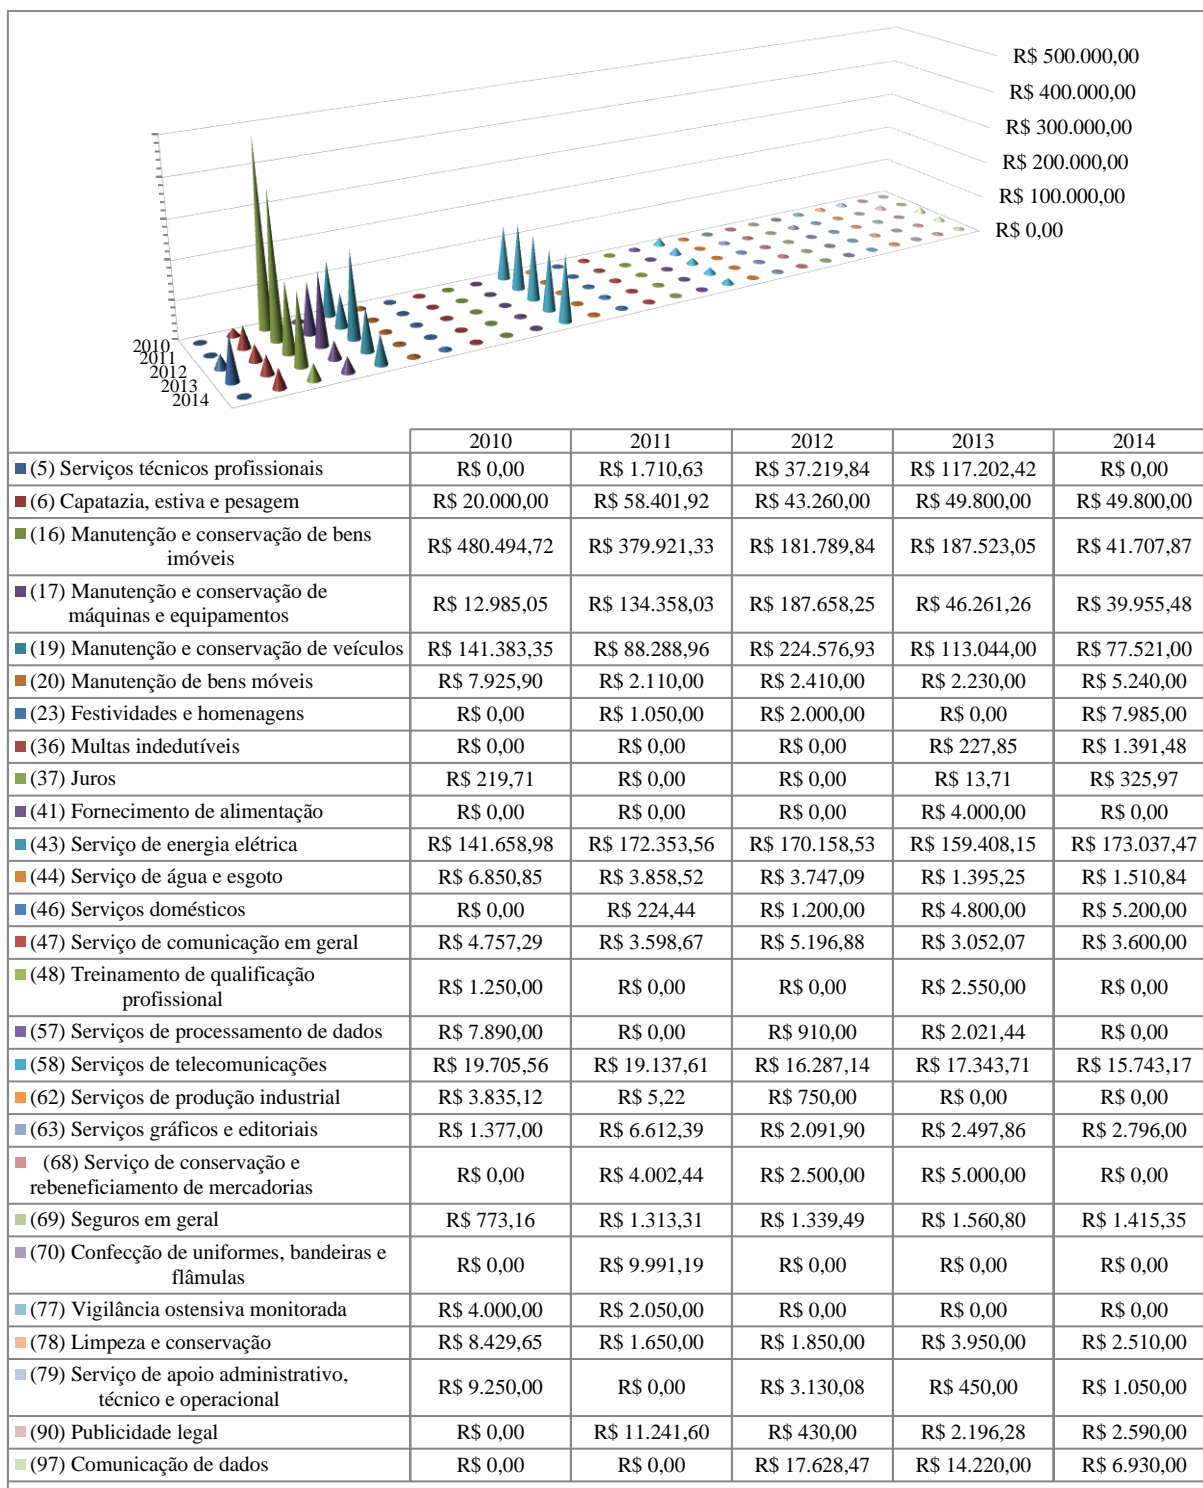 R$ 500.000,00
R$ 400.000,00
R$ 300.000,00
R$ 200.000,00
R$ 100.000,00
R$ 0,00
2010
2011
2012
2013
2014
2010 2011 2012 2013 2014
(5) Serviços técnicos profissionais R$ 0,00 R$ 1.710,63 R$ 37.219,84 R$ 117.202,42 R$ 0,00
(6) Capatazia, estiva e pesagem R$ 20.000,00 R$ 58.401,92 R$ 43.260,00 R$ 49.800,00 R$ 49.800,00
(16) Manutenção e conservação de bens
imóveis R$ 480.494,72 R$ 379.921,33 R$ 181.789,84 R$ 187.523,05 R$ 41.707,87
(17) Manutenção e conservação de
máquinas e equipamentos R$ 12.985,05 R$ 134.358,03 R$ 187.658,25 R$ 46.261,26 R$ 39.955,48
(19) Manutenção e conservação de veículos R$ 141.383,35 R$ 88.288,96 R$ 224.576,93 R$ 113.044,00 R$ 77.521,00
(20) Manutenção de bens móveis R$ 7.925,90 R$ 2.110,00 R$ 2.410,00 R$ 2.230,00 R$ 5.240,00
(23) Festividades e homenagens R$ 0,00 R$ 1.050,00 R$ 2.000,00 R$ 0,00 R$ 7.985,00
(36) Multas indedutíveis R$ 0,00 R$ 0,00 R$ 0,00 R$ 227,85 R$ 1.391,48
(37) Juros R$ 219,71 R$ 0,00 R$ 0,00 R$ 13,71 R$ 325,97
(41) Fornecimento de alimentação R$ 0,00 R$ 0,00 R$ 0,00 R$ 4.000,00 R$ 0,00
(43) Serviço de energia elétrica R$ 141.658,98 R$ 172.353,56 R$ 170.158,53 R$ 159.408,15 R$ 173.037,47
(44) Serviço de água e esgoto R$ 6.850,85 R$ 3.858,52 R$ 3.747,09 R$ 1.395,25 R$ 1.510,84
(46) Serviços domésticos R$ 0,00 R$ 224,44 R$ 1.200,00 R$ 4.800,00 R$ 5.200,00
(47) Serviço de comunicação em geral R$ 4.757,29 R$ 3.598,67 R$ 5.196,88 R$ 3.052,07 R$ 3.600,00
(48) Treinamento de qualificação
profissional R$ 1.250,00 R$ 0,00 R$ 0,00 R$ 2.550,00 R$ 0,00
(57) Serviços de processamento de dados R$ 7.890,00 R$ 0,00 R$ 910,00 R$ 2.021,44 R$ 0,00
(58) Serviços de telecomunicações R$ 19.705,56 R$ 19.137,61 R$ 16.287,14 R$ 17.343,71 R$ 15.743,17
(62) Serviços de produção industrial R$ 3.835,12 R$ 5,22 R$ 750,00 R$ 0,00 R$ 0,00
(63) Serviços gráficos e editoriais R$ 1.377,00 R$ 6.612,39 R$ 2.091,90 R$ 2.497,86 R$ 2.796,00
(68) Serviço de conservação e
rebeneficiamento de mercadorias R$ 0,00 R$ 4.002,44 R$ 2.500,00 R$ 5.000,00 R$ 0,00
(69) Seguros em geral R$ 773,16 R$ 1.313,31 R$ 1.339,49 R$ 1.560,80 R$ 1.415,35
(70) Confecção de uniformes, bandeiras e
flâmulas R$ 0,00 R$ 9.991,19 R$ 0,00 R$ 0,00 R$ 0,00
(77) Vigilância ostensiva monitorada R$ 4.000,00 R$ 2.050,00 R$ 0,00 R$ 0,00 R$ 0,00
(78) Limpeza e conservação R$ 8.429,65 R$ 1.650,00 R$ 1.850,00 R$ 3.950,00 R$ 2.510,00
(79) Serviço de apoio administrativo,
técnico e operacional R$ 9.250,00 R$ 0,00 R$ 3.130,08 R$ 450,00 R$ 1.050,00
(90) Publicidade legal R$ 0,00 R$ 11.241,60 R$ 430,00 R$ 2.196,28 R$ 2.590,00
(97) Comunicação de dados R$ 0,00 R$ 0,00 R$ 17.628,47 R$ 14.220,00 R$ 6.930,00